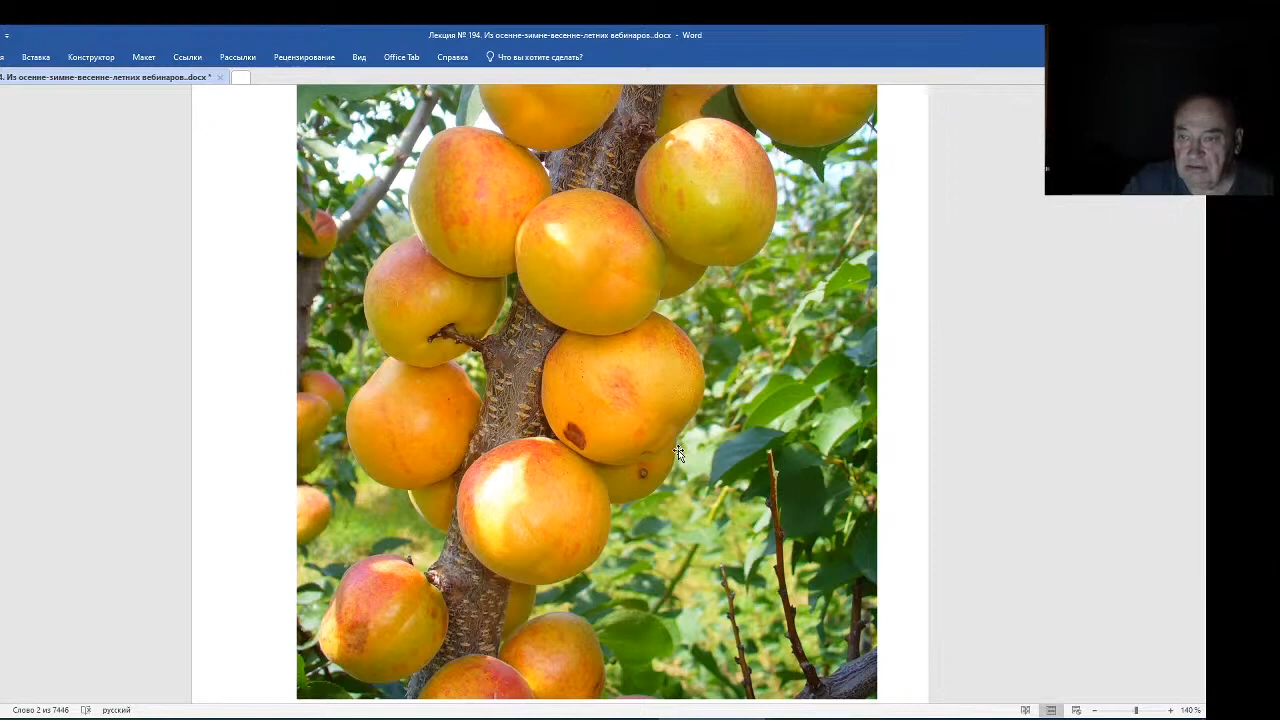 Лекция № 194. Из осенне-зимне-весенне-летних вебинаров..docx - Word
я Вставка Конструктор Макет Ссылки Рассылки Рецензирование Вид Office Tab Справка Что вы хотите сделать?
4. Из осенне-зимне-весенне-летних вебинаров..docx *
Слово 2 из 7446 русский 140 %